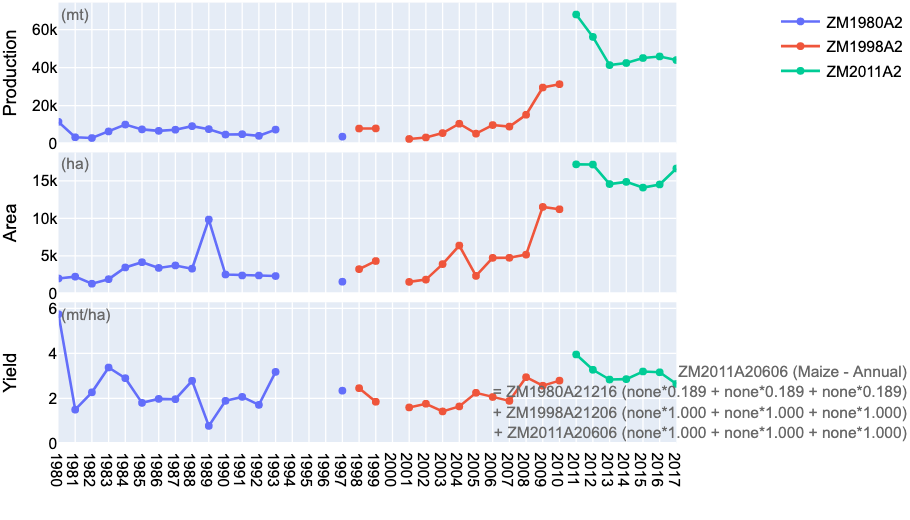 (mt)
Production
60k
40k
20k
0
ZM1980A2
ZM1998A2
ZM2011A2
(ha)
Area
15k
10k
5k
0
(mt/ha)
Yield
6
4
2
0
ZM2011A20606 (Maize - Annual)
= ZM1980A21216 (none*0.189 + none*0.189 + none*0.189)
+ ZM1998A21206 (none*1.000 + none*1.000 + none*1.000)
+ ZM2011A20606 (none*1.000 + none*1.000 + none*1.000)
1980 1981 1982 1983 1984 1985 1986 1987 1988 1989 1990 1991 1992 1993 1994 1995 1996 1997 1998 1999 2000 2001 2002 2003 2004 2005 2006 2007 2008 2009 2010 2011 2012 2013 2014 2015 2016 2017